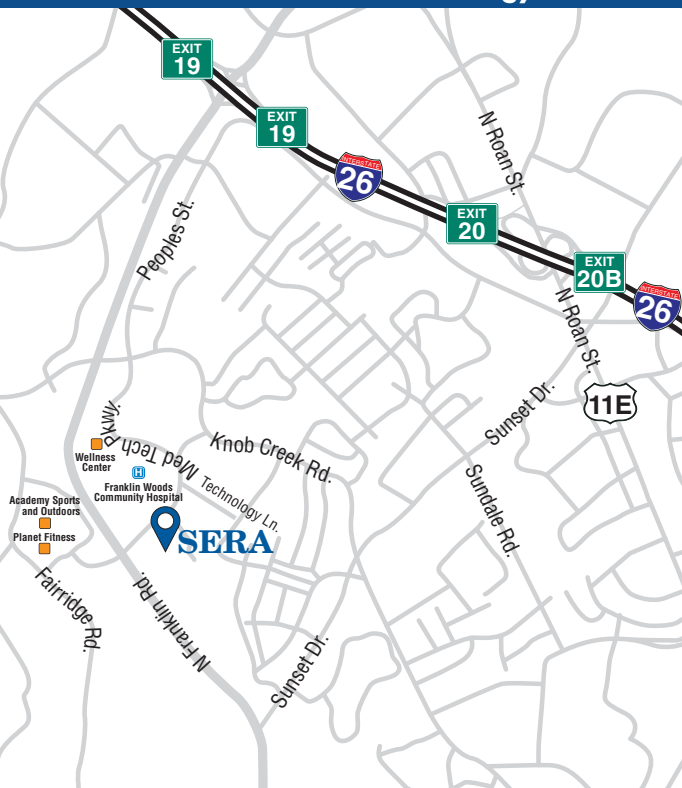 gy
EXIT
19
EXIT
19
INTERSTATE
26
N Roan St.
EXIT
20
Peoples St.
EXIT
20B
INTERSTATE
26
N Roan St.
11E
Sunset Dr.
Med Tech Pkwy.
Knob Creek Rd.
Wellness
Center
Franklin Woods
Community Hospital
H
Technology Ln.
Sundale Rd.
Academy Sports
and Outdoors
Planet Fitness
SERA
Fairridge Rd.
N Franklin Rd.
Sunset Dr.